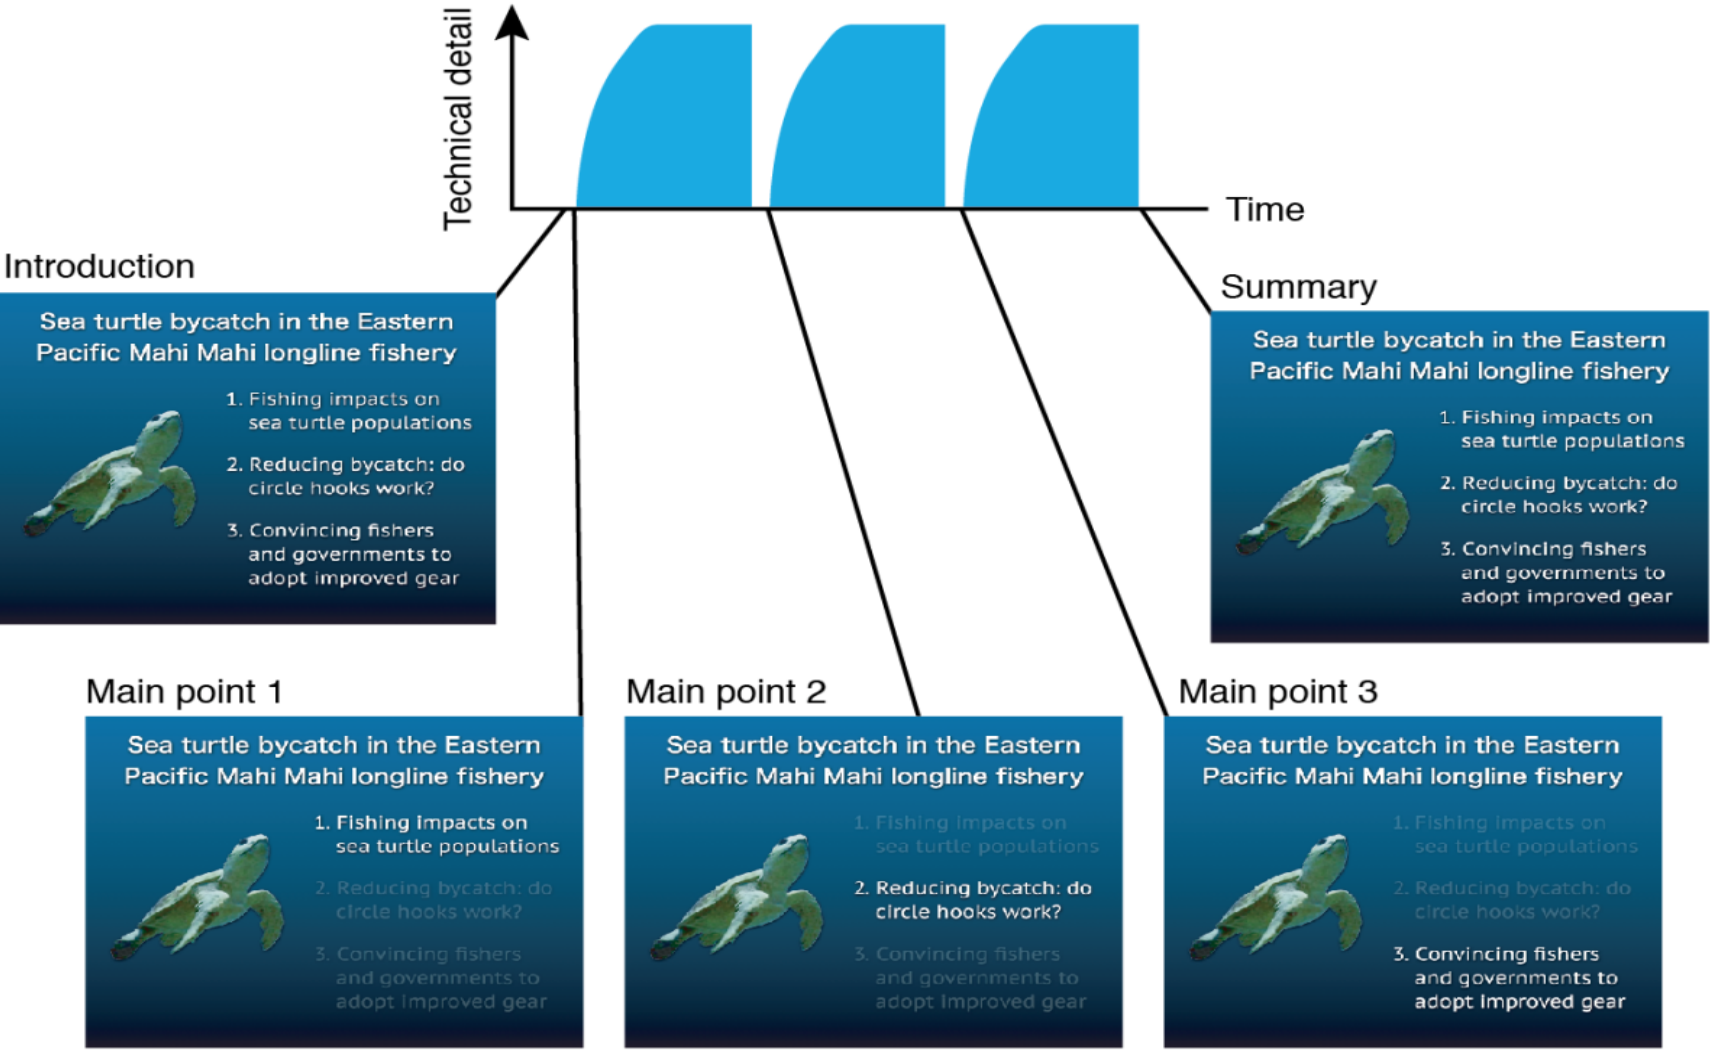 Technical detail
Time
Introduction
Sea turtle bycatch in the Eastern
Pacific Mahi Mahi longline fishery
1. Fishing impacts on
sea turtle populations
2. Reducing bycatch: do
circle hooks work?
3. Convincing fishers
and governments to
adopt improved gear
Summary
Sea turtle bycatch in the Eastern
Pacific Mahi Mahi longline fishery
1. Fishing impacts on
sea turtle populations
2. Reducing bycatch: do
circle hooks work?
3. Convincing fishers
and governments to
adopt improved gear
Main point 1
Sea turtle bycatch in the Eastern
Pacific Mahi Mahi longline fishery
1. Fishing impacts on
sea turtle populations
2. Reducing bycatch: do
circle hooks work?
3. Convincing fishers
and governments to
adopt improved gear
Main point 2
Sea turtle bycatch in the Eastern
Pacific Mahi Mahi longline fishery
1. Fishing impacts on
sea turtle populations
2. Reducing bycatch: do
circle hooks work?
3. Convincing fishers
and governments to
adopt improved gear
Main point 3
Sea turtle bycatch in the Eastern
Pacific Mahi Mahi longline fishery
1. Fishing impacts on
sea turtle populations
2. Reducing bycatch: do
circle hooks work?
3. Convincing fishers
and governments to
adopt improved gear